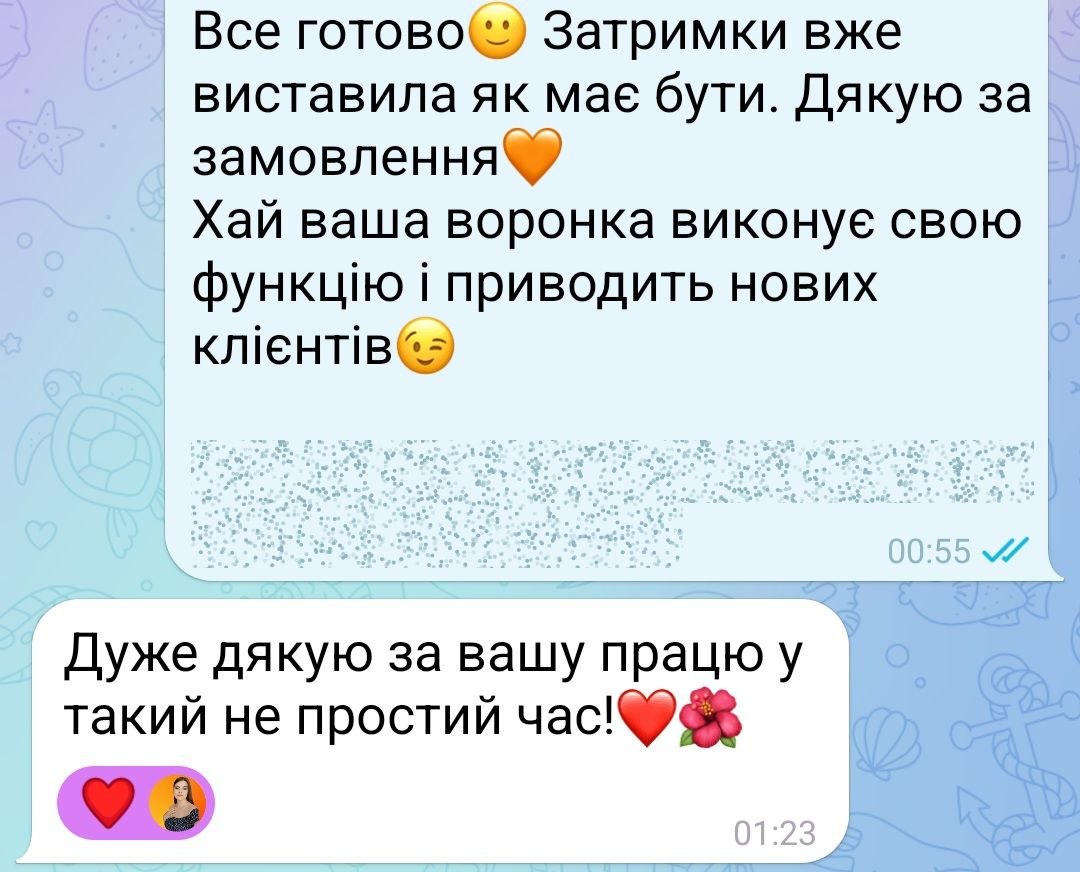 Все готово🙂 Затримки вже
виставила як має бути. Дякую за
замовлення🧡
Хай ваша воронка виконує свою
функцію і приводить нових
клієнтів😉
00:55
Дуже дякую за вашу працю у
такий не простий час!❤️🌺
❤️
01:23